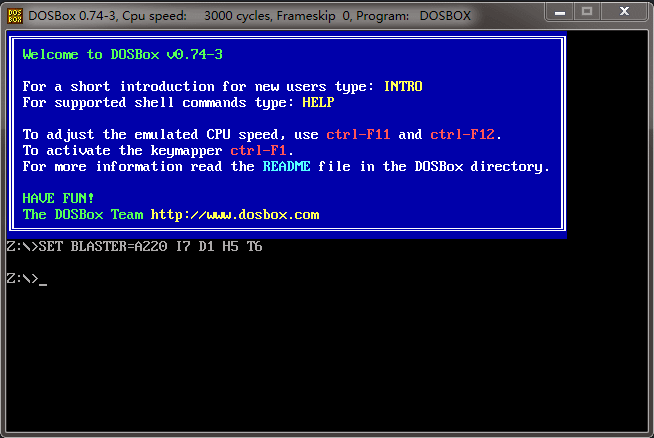 DOSBox 0.74-3, Cpu speed: 3000 cycles, Frameskip 0, Program: DOSBOX
Welcome to DOSBox v0.74-3
For a short introduction for new users type: INTRO
For supported shell commands type: HELP
To adjust the emulated CPU speed, use ctrl-F11 and ctrl-F12.
To activate the keymapper ctrl-F1.
For more information read the README file in the DOSBox directory.
HAVE FUN!
The DOSBox Team http://www.dosbox.com
Z:\>SET BLASTER=A220 I7 D1 H5 T6
Z:\>_